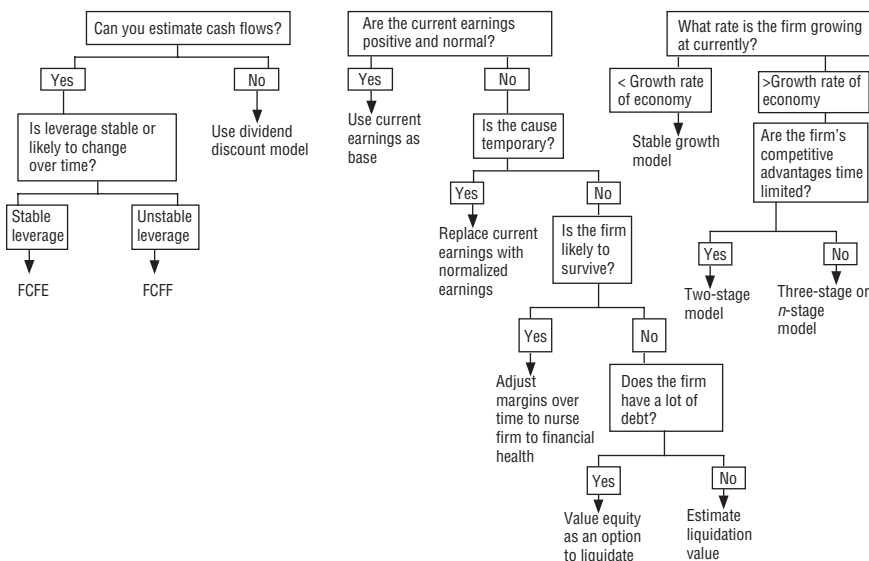 Can you estimate cash flows?
Yes
No
Is leverage stable or
likely to change
over time?
Use dividend
discount model
Stable
leverage
Unstable
leverage
FCFE
FCFF
Are the current earnings
positive and normal?
Yes
No
Use current
earnings as
base
Is the cause
temporary?
Yes
No
Replace current
earnings with
normalized
earnings
Is the firm
likely to
survive?
Yes
No
Adjust
margins over
time to nurse
firm to financial
health
Does the firm
have a lot of
debt?
Yes
No
Value equity
as an option
to liquidate
Estimate
liquidation
value
What rate is the firm growing
at currently?
< Growth rate
of economy
>Growth rate of
economy
Stable growth
model
Are the firm’s
competitive
advantages time
limited?
Yes
No
Two-stage
model
Three-stage or
n-stage
model